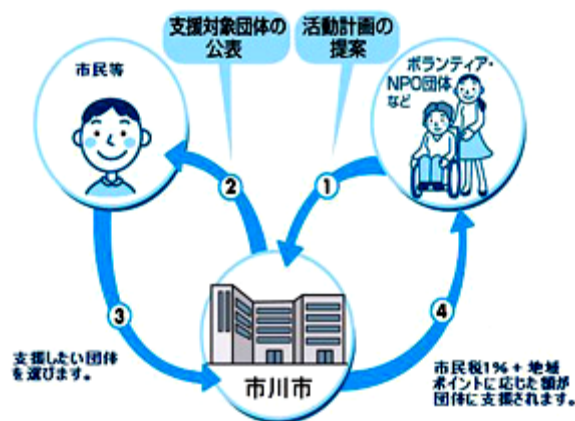 支援対象団体の
公表
活動計画の
提案
市民等
ボランティア・
NPO団体
など
②
①
③
④
支援したい団体
を選びます。
市川市
市民税1%+地域
ポイントに応じた額が
団体に支援されます。